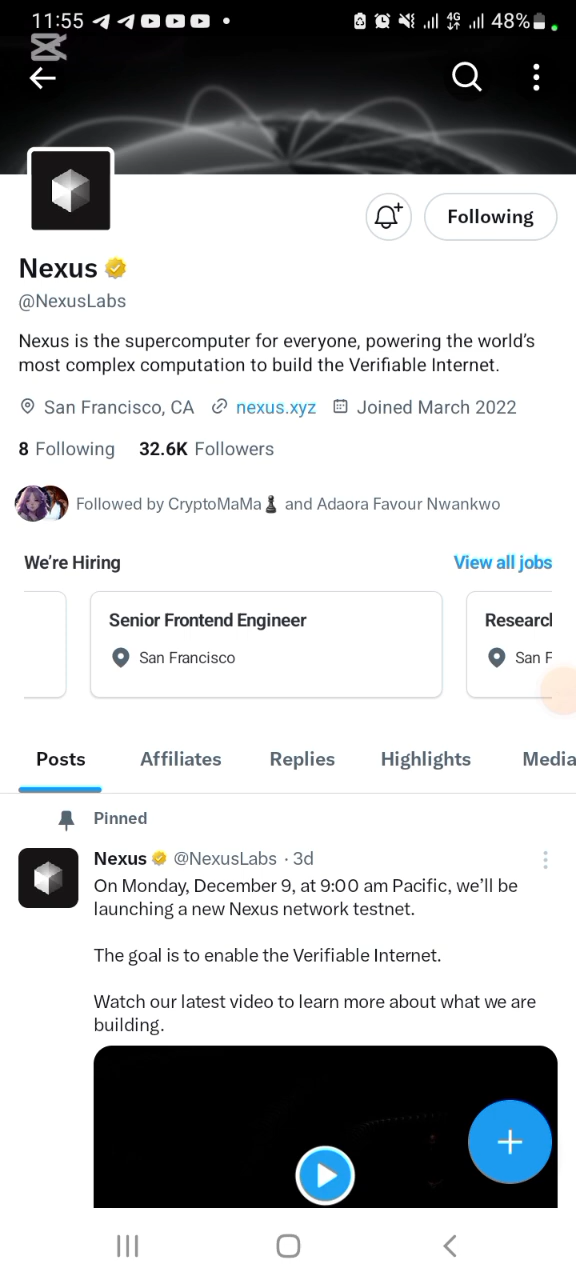 11:55 4G 48%
Following
Nexus
@NexusLabs
Nexus is the supercomputer for everyone, powering the world's
most complex computation to build the Verifiable Internet.
San Francisco, CA nexus.xyz Joined March 2022
8 Following 32.6K Followers
Followed by CryptoMaMa♟ and Adaora Favour Nwankwo
We're Hiring View all jobs
Senior Frontend Engineer Research
San Francisco San F
Posts Affiliates Replies Highlights Media
Pinned
Nexus @NexusLabs · 3d
On Monday, December 9, at 9:00 am Pacific, we'll be
launching a new Nexus network testnet.
The goal is to enable the Verifiable Internet.
Watch our latest video to learn more about what we are
building.